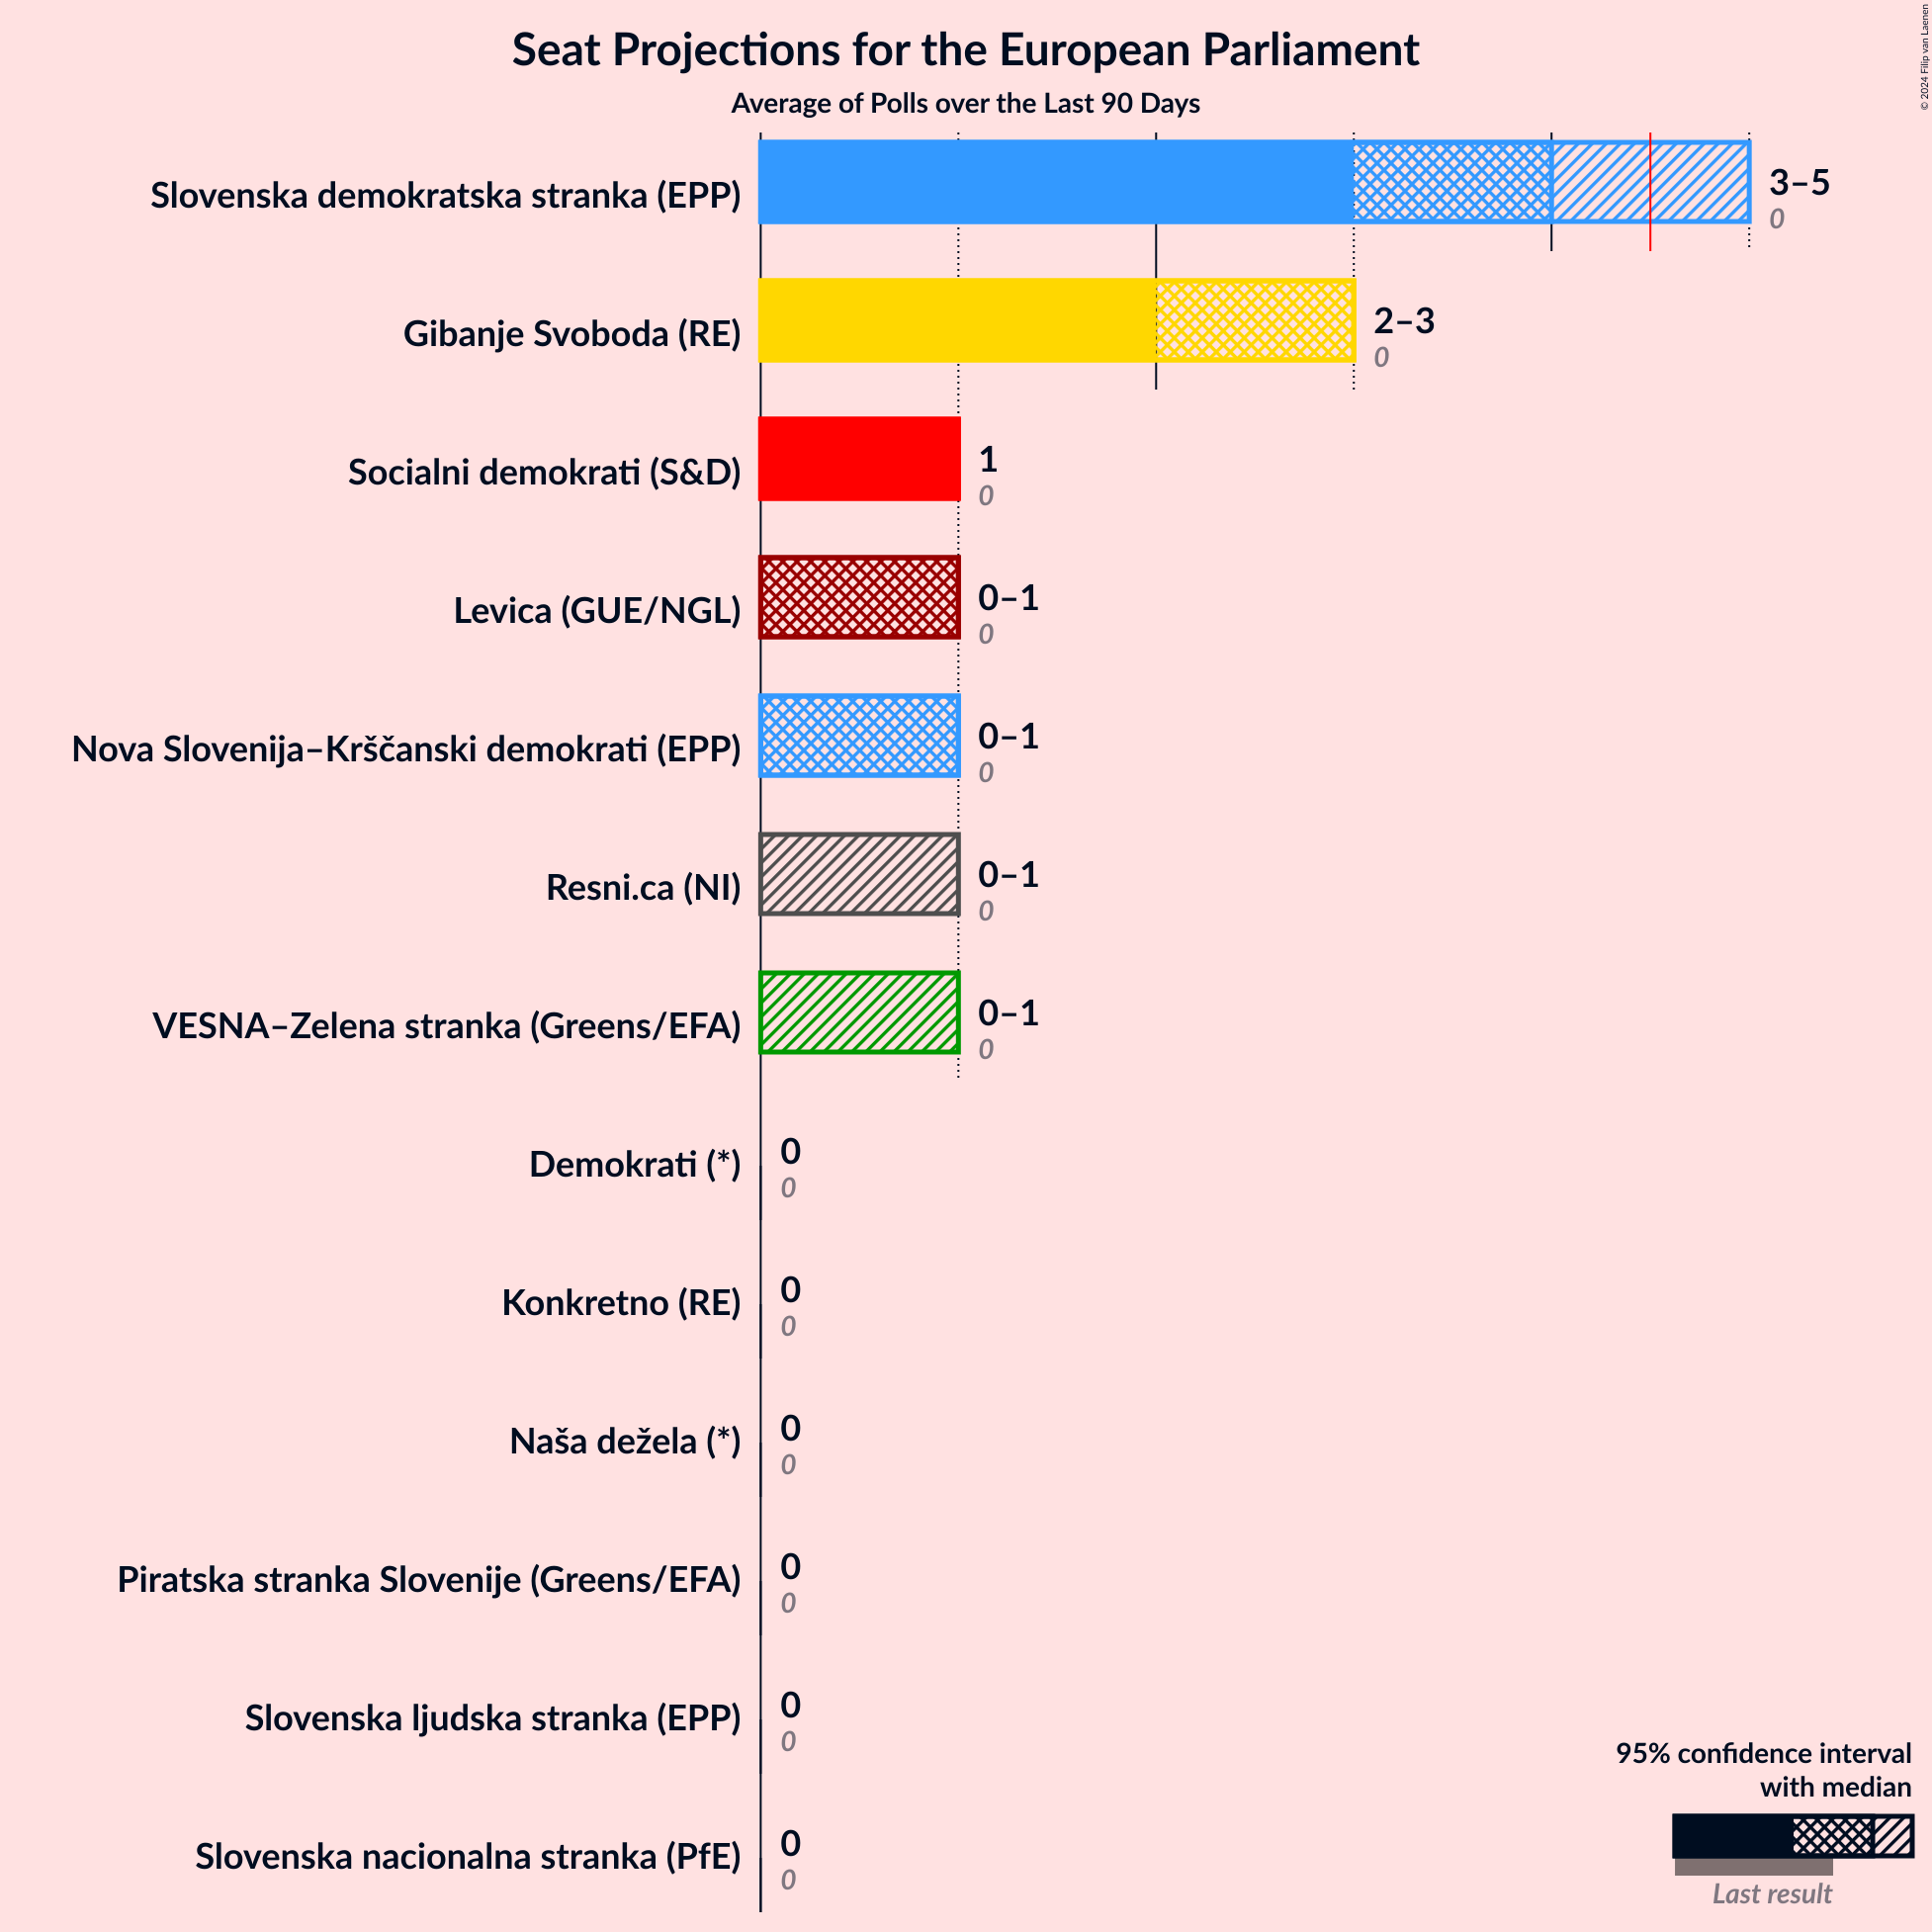 Seat Projections for the European Parliament
Average of Polls over the Last 90 Days
© 2024 Filip van Laenen
Slovenska demokratska stranka (EPP)
3–5
0
Gibanje Svoboda (RE)
2–3
0
Socialni demokrati (S&D)
1
0
Levica (GUE/NGL)
0–1
0
Nova Slovenija–Krščanski demokrati (EPP)
0–1
0
Resni.ca (NI)
0–1
0
VESNA–Zelena stranka (Greens/EFA)
0–1
0
Demokrati (*)
0
0
Konkretno (RE)
0
0
Naša dežela (*)
0
0
Piratska stranka Slovenije (Greens/EFA)
0
0
Slovenska ljudska stranka (EPP)
0
0
Slovenska nacionalna stranka (PfE)
0
0
95% confidence interval
with median
Last result